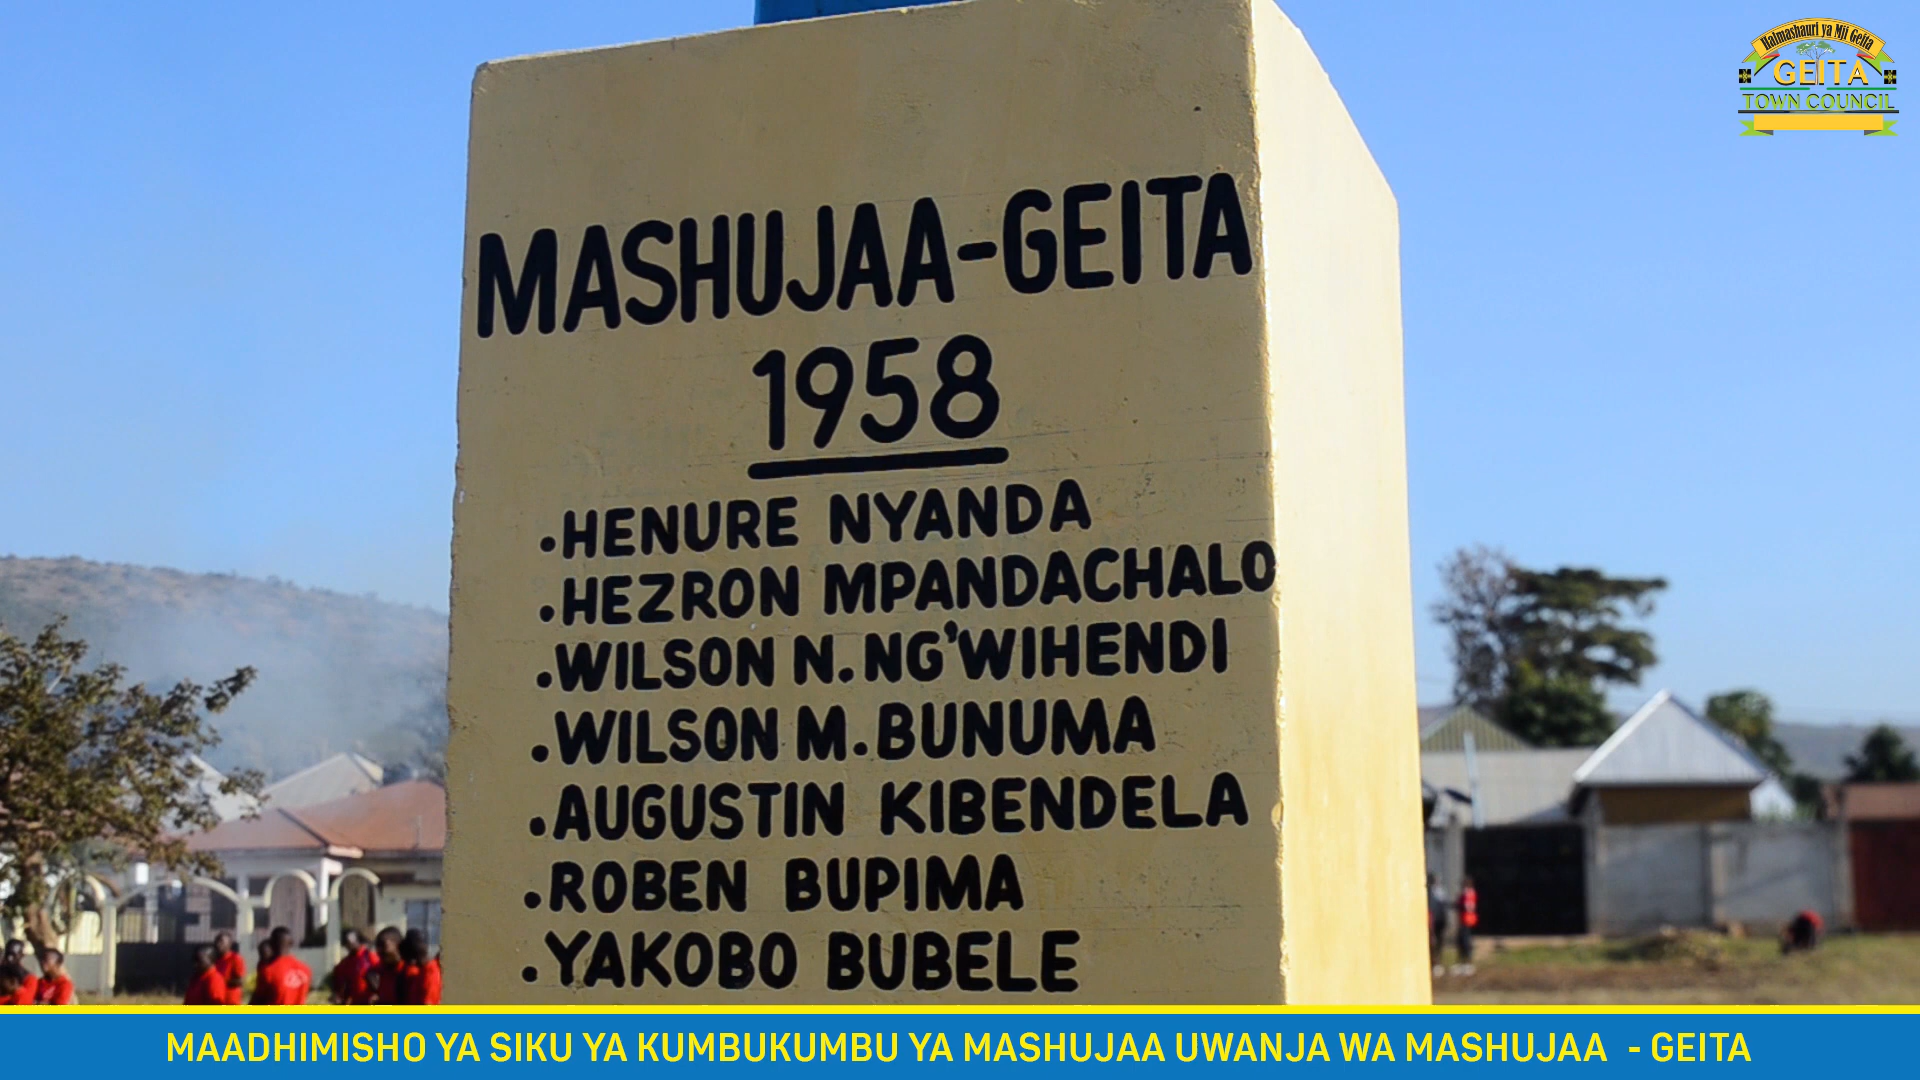 Halmashauri ya Mji Geita
GEITA
TOWN COUNCIL
MASHUJAA-GEITA
1958
•HENURE NYANDA
•HEZRON MPANDACHALO
•WILSON N. NG'WIHENDI
•WILSON M. BUNUMA
•AUGUSTIN KIBENDELA
•ROBEN BUPIMA
•YAKOBO BUBELE
MAADHIMISHO YA SIKU YA KUMBUKUMBU YA MASHUJAA UWANJA WA MASHUJAA - GEITA